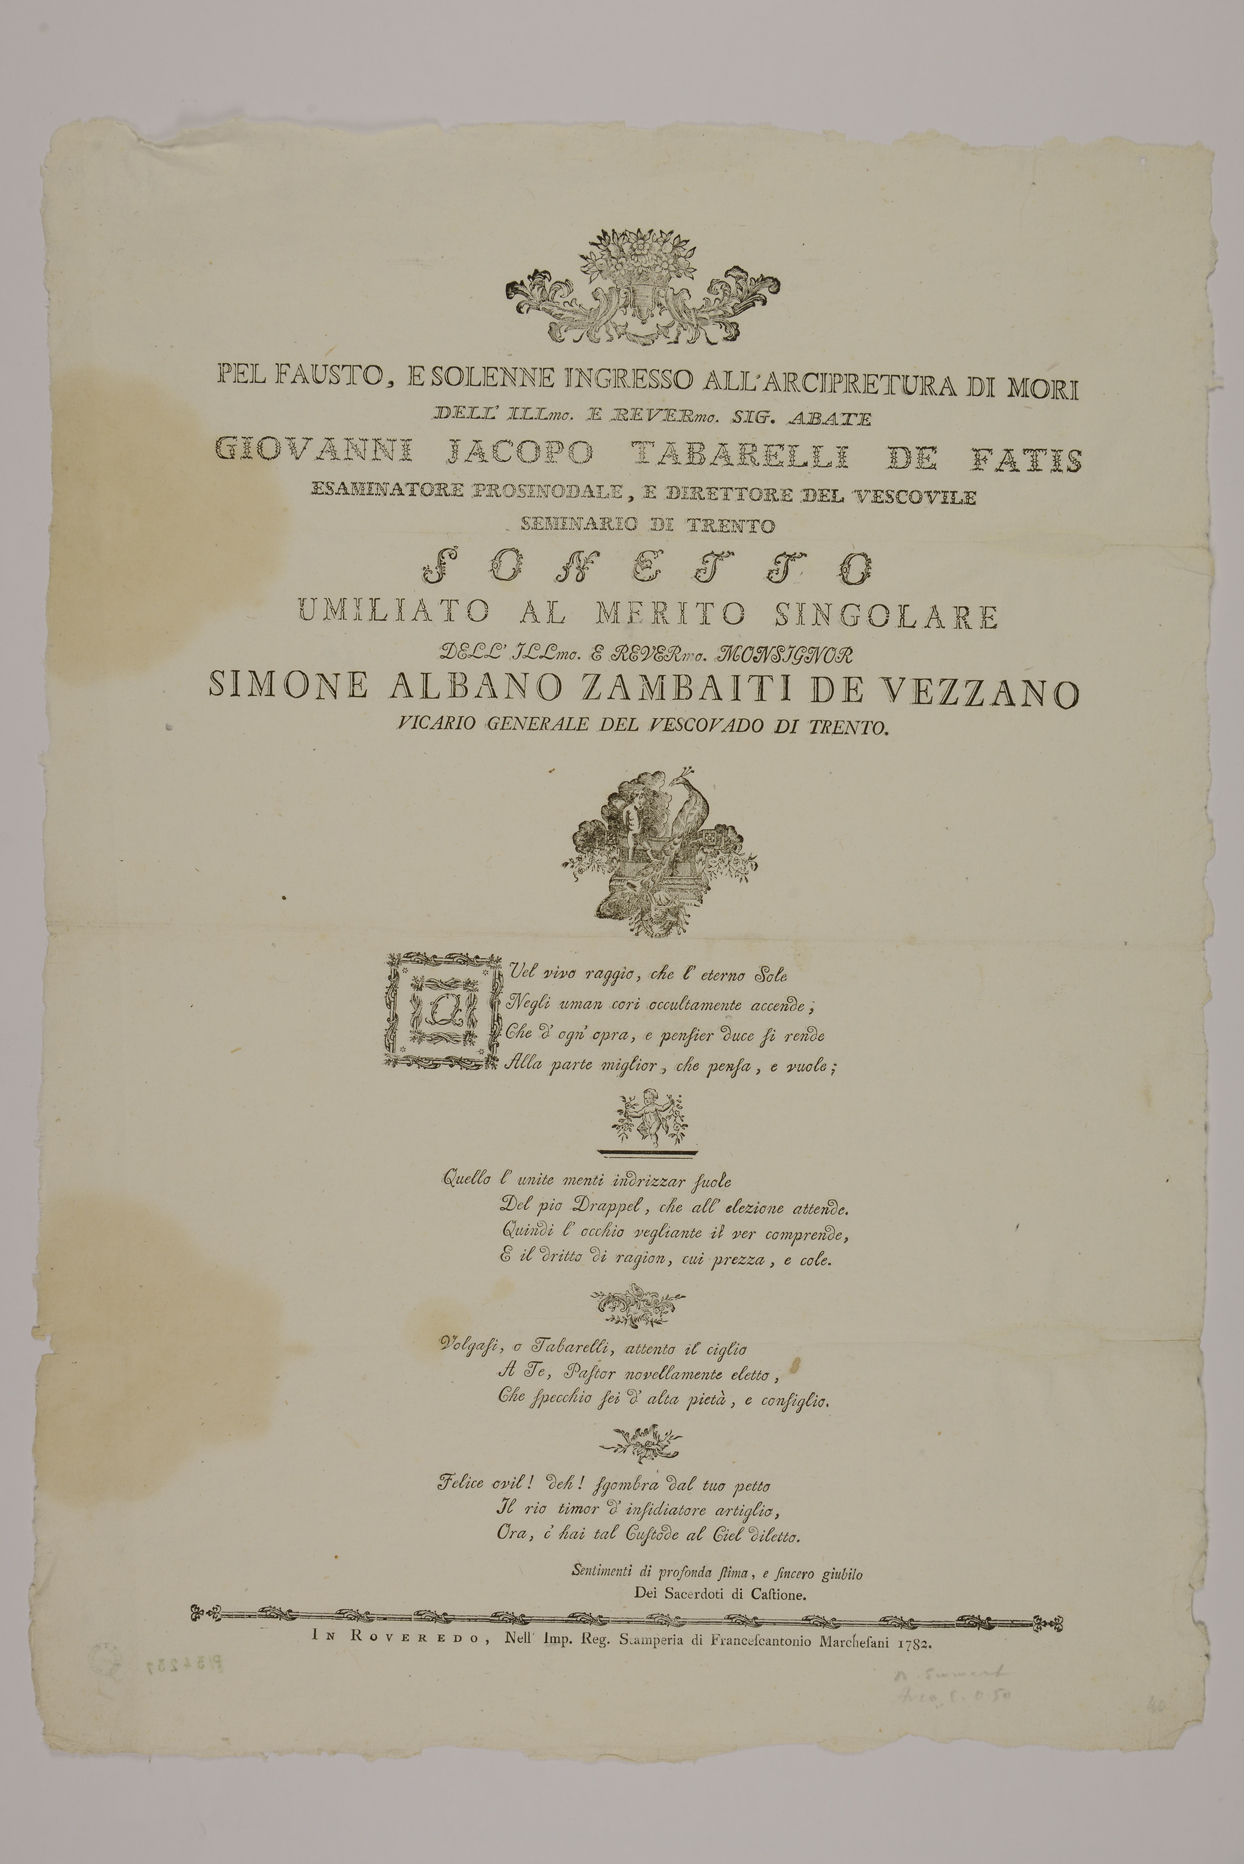 PEL FAUSTO, E SOLENNE INGRESSO ALL'ARCIPRETURA DI MORI
DELL' ILLmo. E REVERmo. SIG. ABATE
GIOVANNI JACOPO TABARELLI DE FATIS
ESAMINATORE PROSINODALE, E DIRETTORE DEL VESCOVILE
SEMINARIO DI TRENTO
SONETTO
UMILIATO AL MERITO SINGOLARE
DELL' ILLmo. E REVERmo. MONSIGNOR
SIMONE ALBANO ZAMBAITI DE VEZZANO
VICARIO GENERALE DEL VESCOVADO DI TRENTO.
QUel vivo raggio, che l' eterno Sole
Negli uman cori occultamente accende;
Che d' ogn' opra, e penſier duce ſi rende
Alla parte miglior, che penſa, e vuole;
Quello l' unite menti indrizzar ſuole
Del pio Drappel, che all' elezione attende.
Quindi l' occhio vegliante il ver comprende,
E il dritto di ragion, cui prezza, e cole.
Volgaſi, o Tabarelli, attento il ciglio
A Te, Paſtor novellamente eletto,
Che ſpecchio ſei d' alta pietà, e conſiglio.
Felice ovil! deh! ſgombra dal tuo petto
Il rio timor d' inſidiatore artiglio,
Ora, c' hai tal Cuſtode al Ciel diletto.
Sentimenti di profonda ſtima, e ſincero giubilo
Dei Sacerdoti di Caſtione.
IN ROVEREDO, Nell' Imp. Reg. Stamperia di Franceſcantonio Marcheſani 1782.